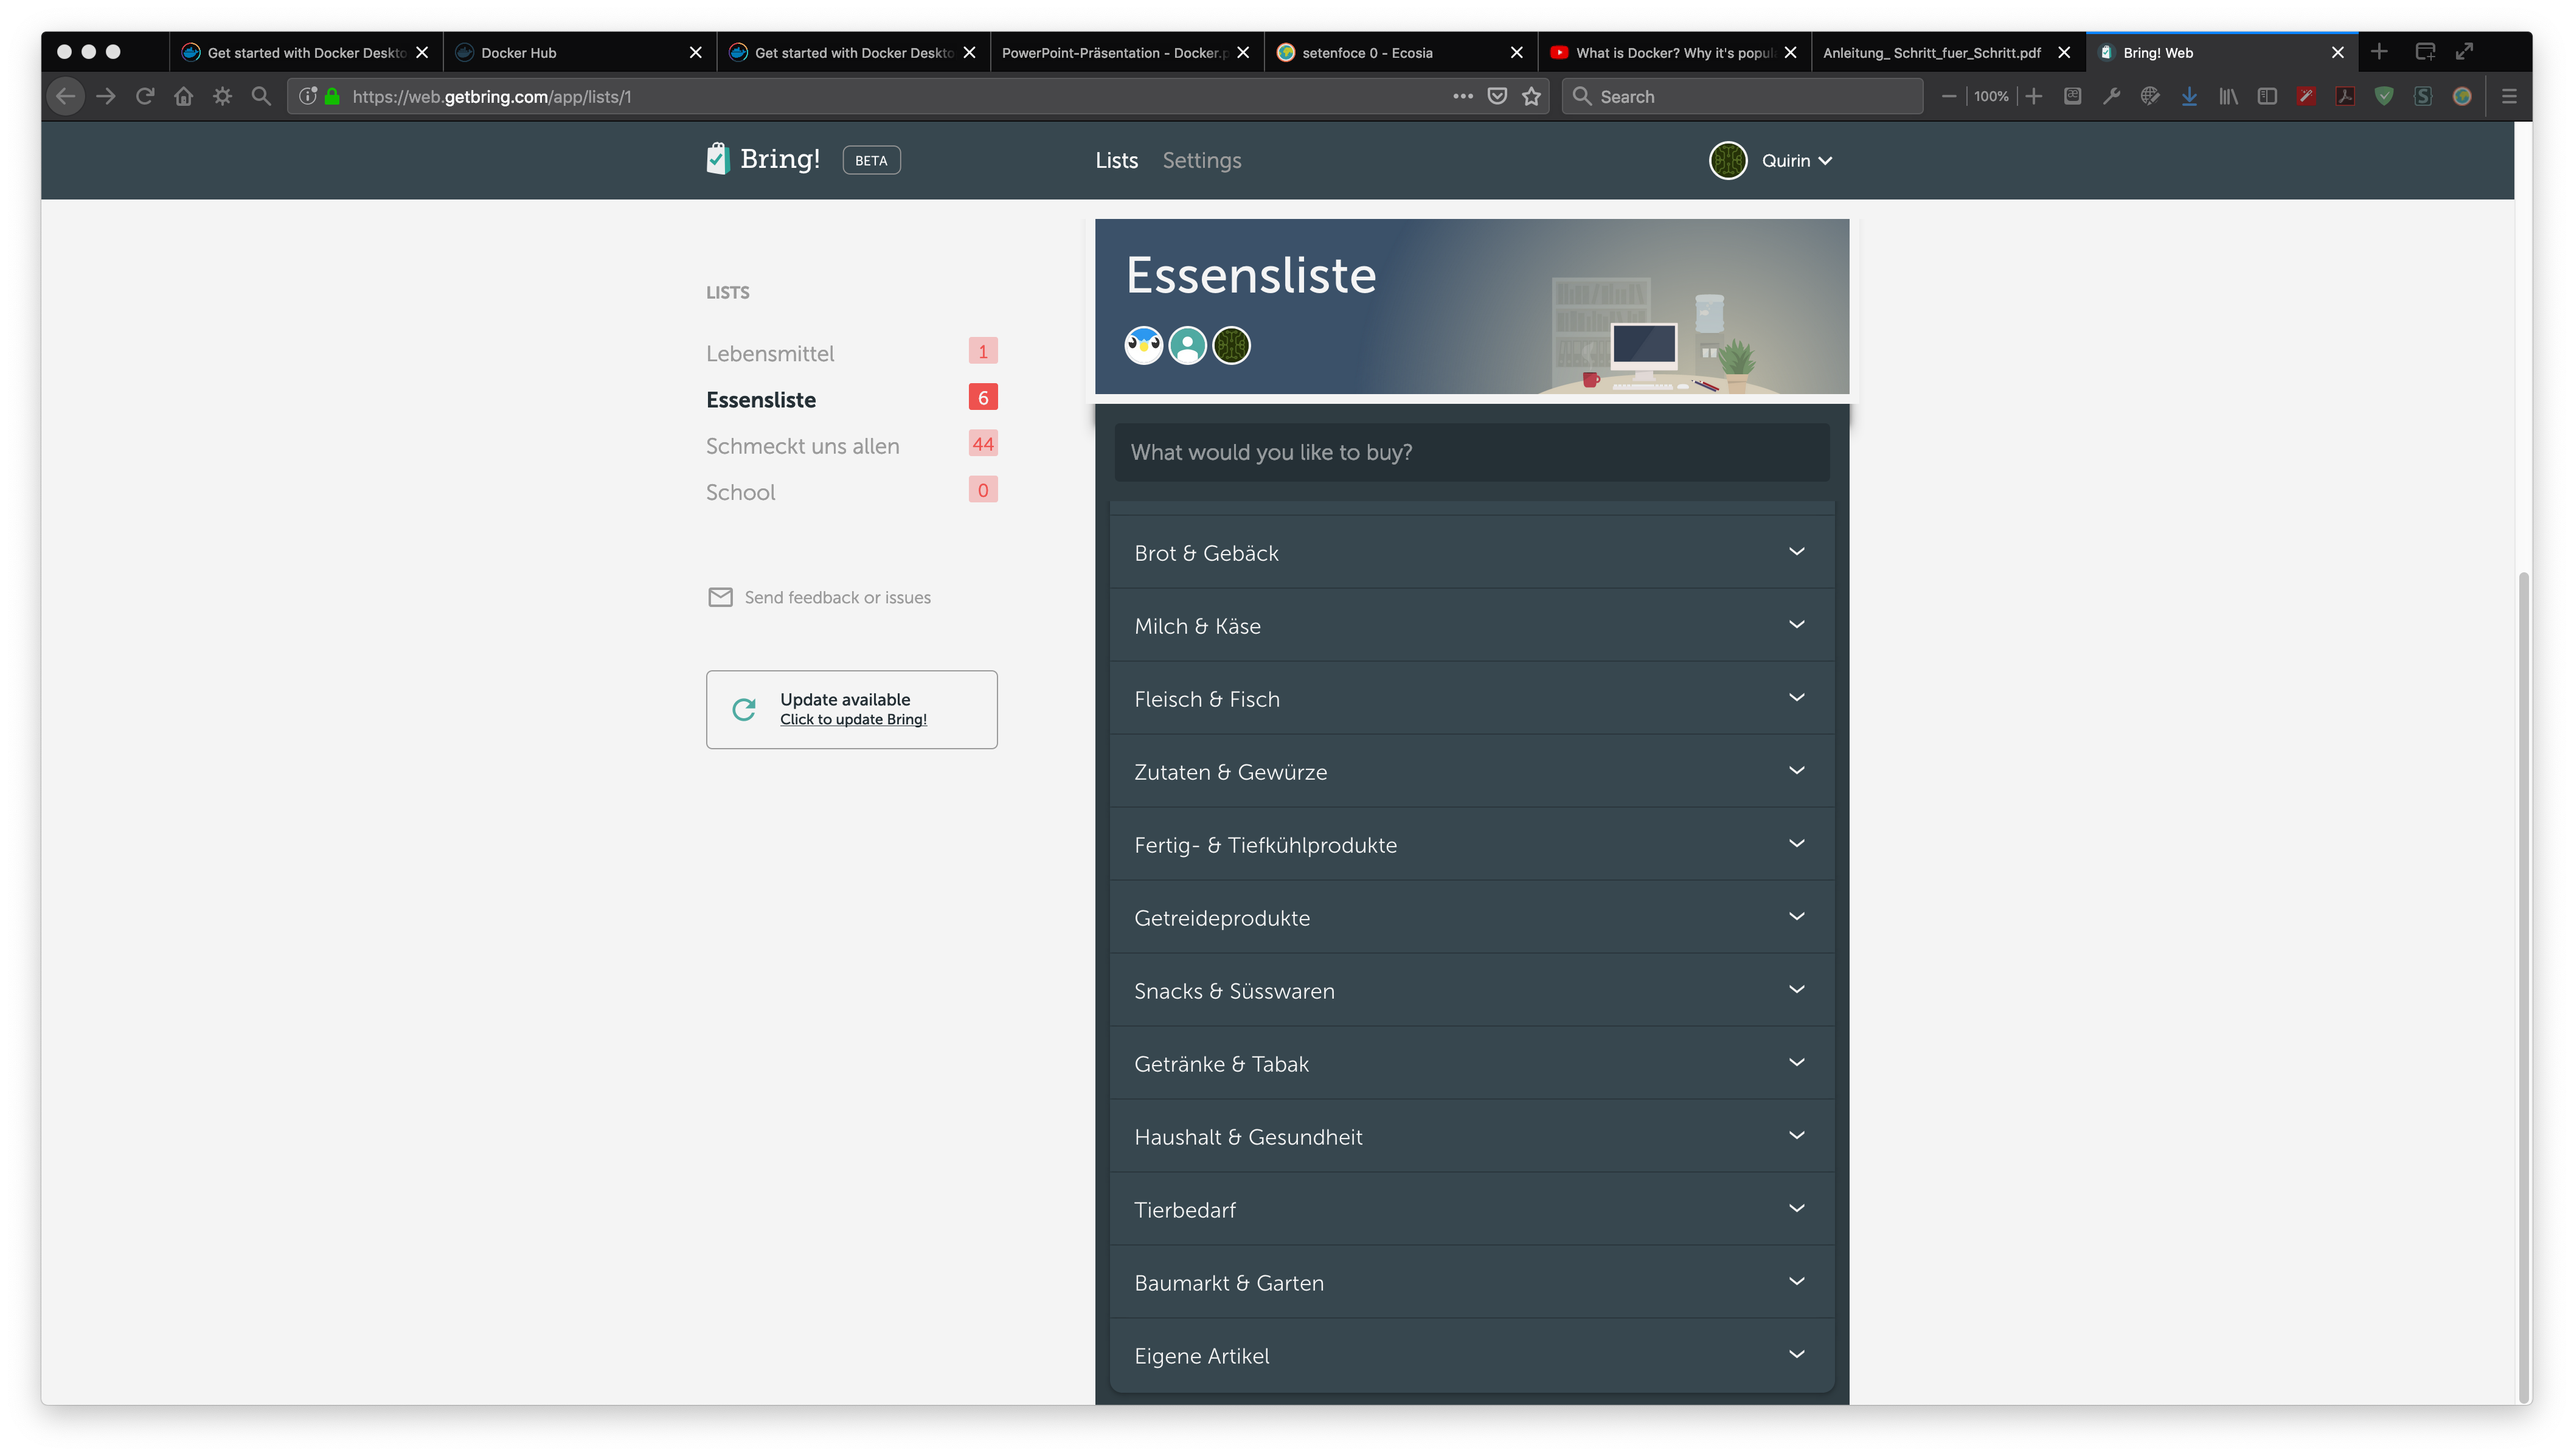 Get started with Docker Deskto
Docker Hub
Get started with Docker Deskto
PowerPoint-Präsentation - Docker.p
setenfoce 0 - Ecosia
What is Docker? Why it's popul
Anleitung_ Schritt_fuer_Schritt.pdf
Bring! Web
https://web.getbring.com/app/lists/1
Search
100%
Bring!
BETA
Lists
Settings
Quirin
LISTS
Lebensmittel 1
Essensliste 6
Schmeckt uns allen 44
School 0
Send feedback or issues
Update available
Click to update Bring!
Essensliste
What would you like to buy?
Brot & Gebäck
Milch & Käse
Fleisch & Fisch
Zutaten & Gewürze
Fertig- & Tiefkühlprodukte
Getreideprodukte
Snacks & Süsswaren
Getränke & Tabak
Haushalt & Gesundheit
Tierbedarf
Baumarkt & Garten
Eigene Artikel